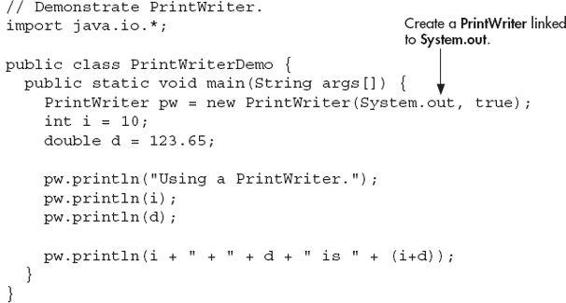 // Demonstrate PrintWriter.
import java.io.*;
Create a PrintWriter linked
to System.out.
public class PrintWriterDemo {
  public static void main(String args[]) {
    PrintWriter pw = new PrintWriter(System.out, true);
    int i = 10;
    double d = 123.65;

    pw.println("Using a PrintWriter.");
    pw.println(i);
    pw.println(d);

    pw.println(i + " + " + d + " is " + (i+d));
  }
}